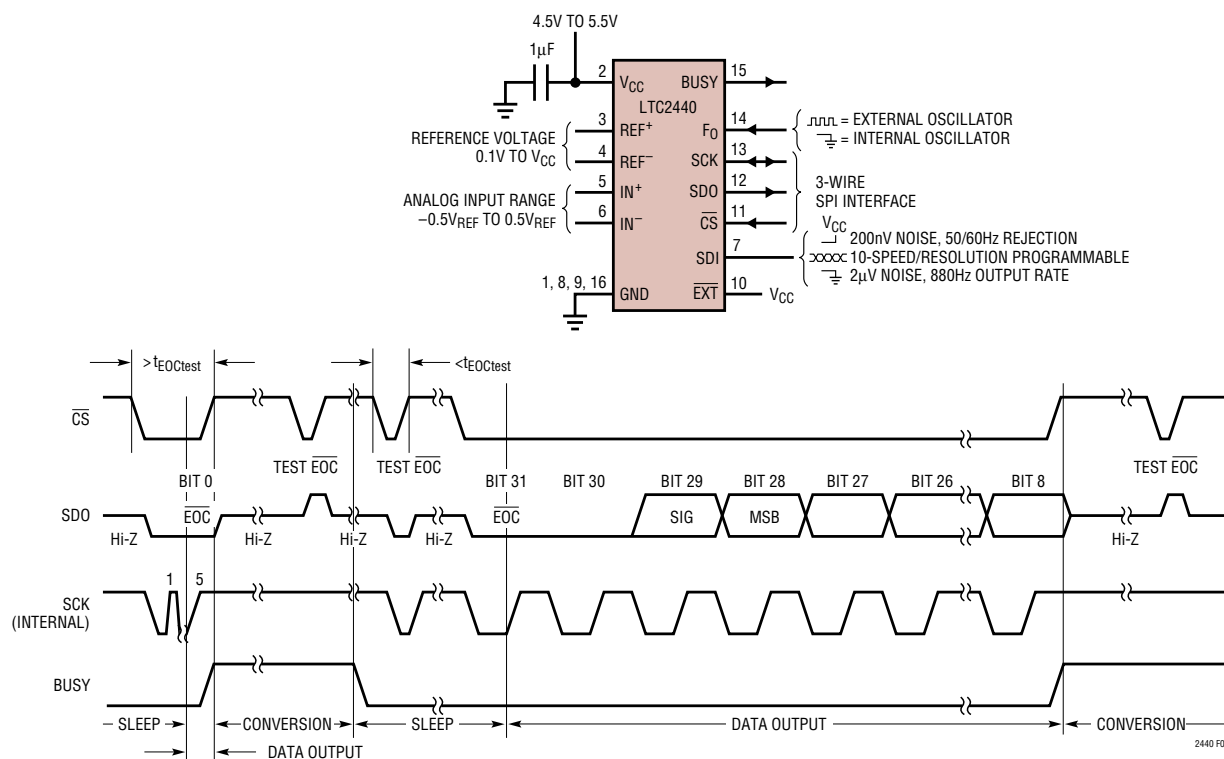 4.5V TO 5.5V
1µF
2 VCC BUSY 15
LTC2440
3 REF+ FO 14
= EXTERNAL OSCILLATOR
= INTERNAL OSCILLATOR
REFERENCE VOLTAGE
0.1V TO VCC
4 REF– SCK 13
5 IN+ SDO 12
3-WIRE
SPI INTERFACE
ANALOG INPUT RANGE
–0.5VREF TO 0.5VREF
6 IN– CS 11
VCC
200nV NOISE, 50/60Hz REJECTION
SDI 7
10-SPEED/RESOLUTION PROGRAMMABLE
2µV NOISE, 880Hz OUTPUT RATE
1, 8, 9, 16 GND EXT 10 VCC
>tEOCtest <tEOCtest
CS
TEST EOC TEST EOC TEST EOC
BIT 0 BIT 31 BIT 30 BIT 29 BIT 28 BIT 27 BIT 26 BIT 8
SDO EOC EOC SIG MSB
Hi-Z Hi-Z Hi-Z Hi-Z Hi-Z
1 5
SCK
(INTERNAL)
BUSY
SLEEP CONVERSION SLEEP DATA OUTPUT CONVERSION
DATA OUTPUT